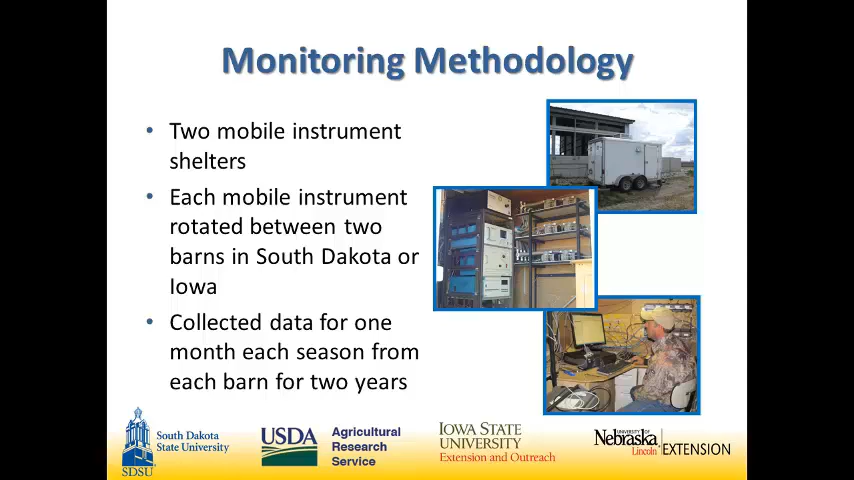 Monitoring Methodology
• Two mobile instrument
shelters
• Each mobile instrument
rotated between two
barns in South Dakota or
Iowa
• Collected data for one
month each season from
each barn for two years
SDSU
South Dakota
State University
USDA
Agricultural
Research
Service
IOWA STATE
UNIVERSITY
Extension and Outreach
UNIVERSITY OF
Nebraska
Lincoln
EXTENSION